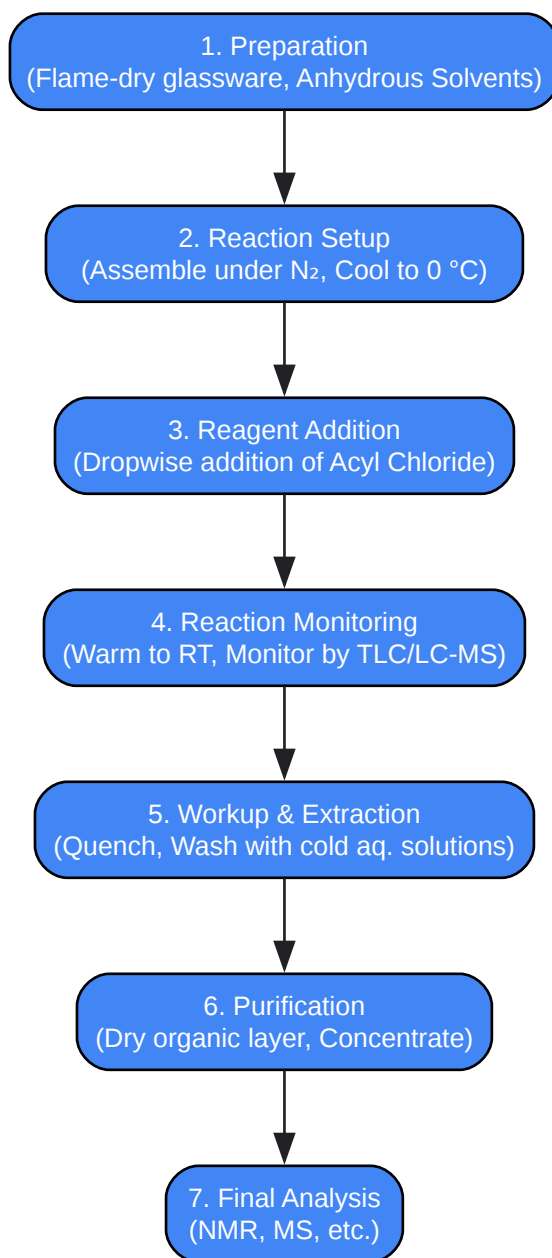 1. Preparation
(Flame-dry glassware, Anhydrous Solvents)
2. Reaction Setup
(Assemble under N₂, Cool to 0 °C)
3. Reagent Addition
(Dropwise addition of Acyl Chloride)
4. Reaction Monitoring
(Warm to RT, Monitor by TLC/LC-MS)
5. Workup & Extraction
(Quench, Wash with cold aq. solutions)
6. Purification
(Dry organic layer, Concentrate)
7. Final Analysis
(NMR, MS, etc.)